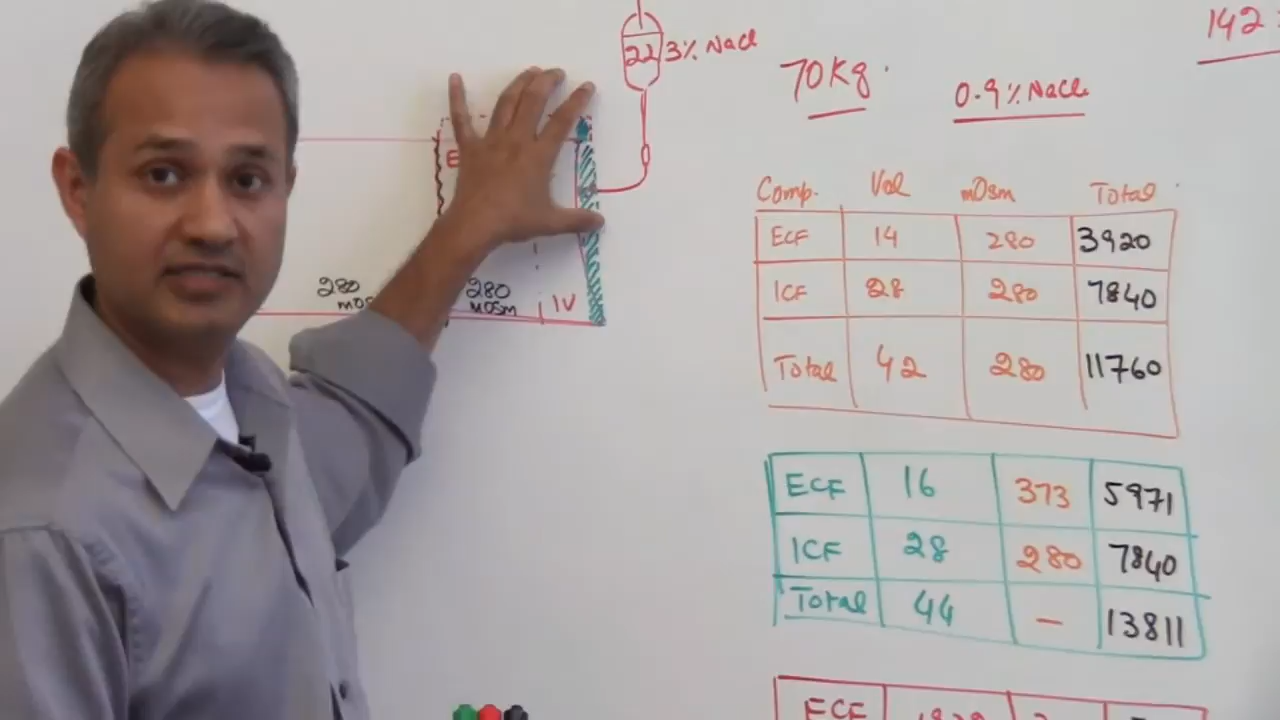 142
2L 3% NaCl
70Kg
0.9% NaCl
E
280
mOs
280
mOsm
IV
Comp. Vol mOsm Total
ECF 14 280 3920
ICF 28 280 7840
Total 42 280 11760
ECF 16 373 5971
ICF 28 280 7840
Total 44 — 13811
ECF